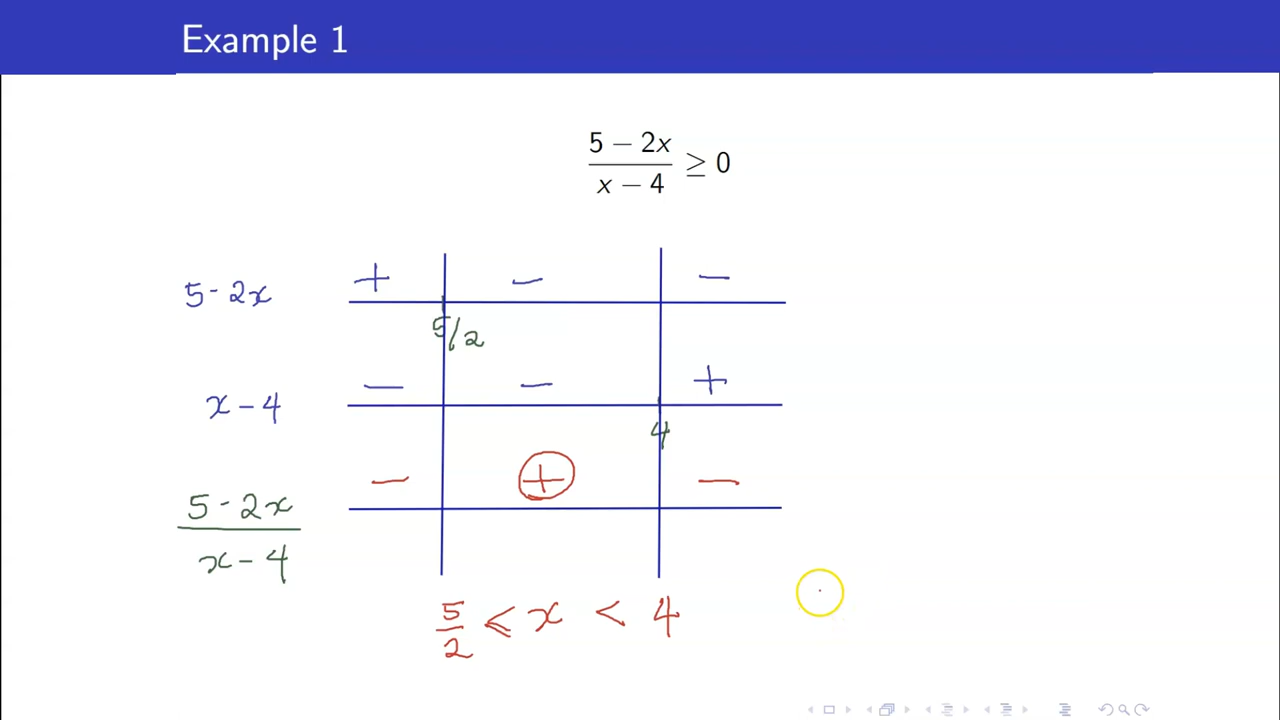 Example 1
5 − 2x
x − 4
≥ 0
5 - 2x + − −
5/2
x - 4 − − +
4
5 - 2x
x - 4
− + −
5/2 ≤ x < 4